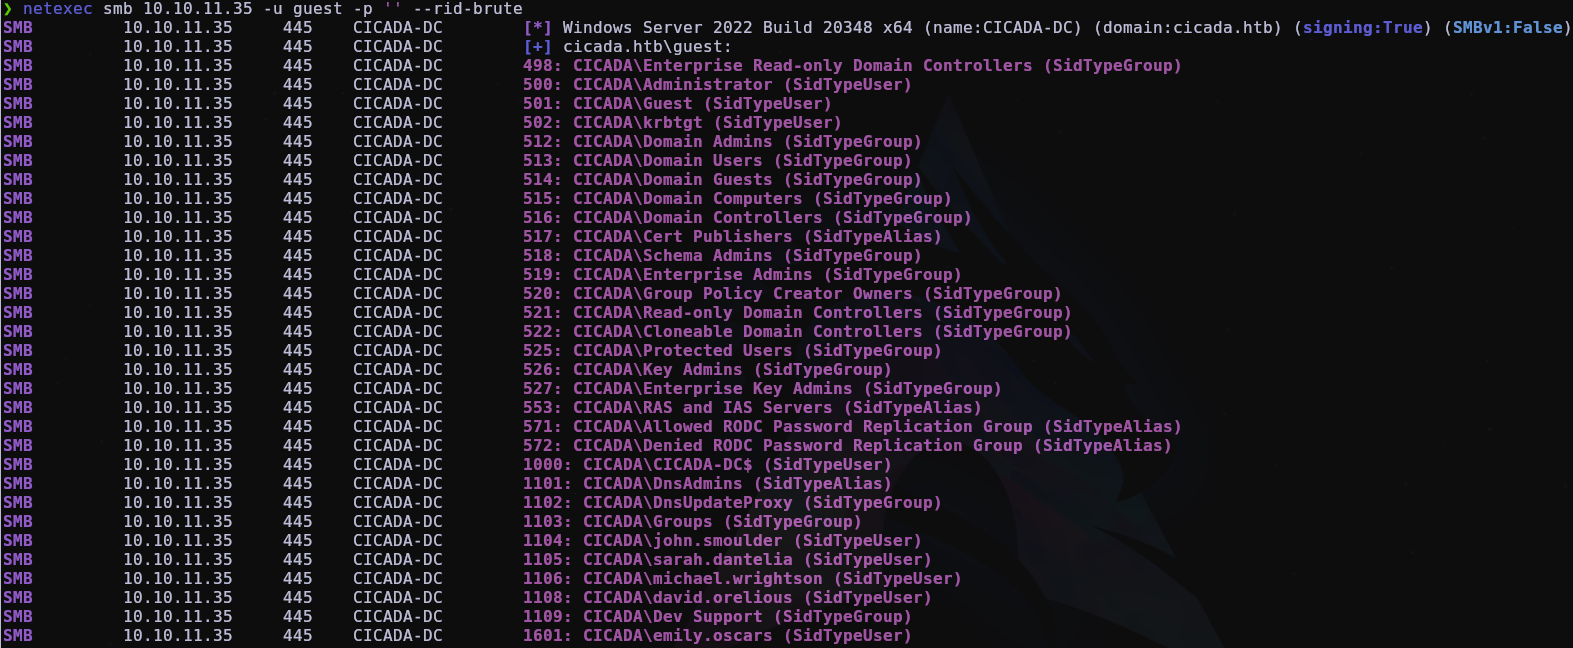 ❯ netexec smb 10.10.11.35 -u guest -p '' --rid-brute
SMB 10.10.11.35 445 CICADA-DC [*] Windows Server 2022 Build 20348 x64 (name:CICADA-DC) (domain:cicada.htb) (signing:True) (SMBv1:False)
SMB 10.10.11.35 445 CICADA-DC [+] cicada.htb\guest:
SMB 10.10.11.35 445 CICADA-DC 498: CICADA\Enterprise Read-only Domain Controllers (SidTypeGroup)
SMB 10.10.11.35 445 CICADA-DC 500: CICADA\Administrator (SidTypeUser)
SMB 10.10.11.35 445 CICADA-DC 501: CICADA\Guest (SidTypeUser)
SMB 10.10.11.35 445 CICADA-DC 502: CICADA\krbtgt (SidTypeUser)
SMB 10.10.11.35 445 CICADA-DC 512: CICADA\Domain Admins (SidTypeGroup)
SMB 10.10.11.35 445 CICADA-DC 513: CICADA\Domain Users (SidTypeGroup)
SMB 10.10.11.35 445 CICADA-DC 514: CICADA\Domain Guests (SidTypeGroup)
SMB 10.10.11.35 445 CICADA-DC 515: CICADA\Domain Computers (SidTypeGroup)
SMB 10.10.11.35 445 CICADA-DC 516: CICADA\Domain Controllers (SidTypeGroup)
SMB 10.10.11.35 445 CICADA-DC 517: CICADA\Cert Publishers (SidTypeAlias)
SMB 10.10.11.35 445 CICADA-DC 518: CICADA\Schema Admins (SidTypeGroup)
SMB 10.10.11.35 445 CICADA-DC 519: CICADA\Enterprise Admins (SidTypeGroup)
SMB 10.10.11.35 445 CICADA-DC 520: CICADA\Group Policy Creator Owners (SidTypeGroup)
SMB 10.10.11.35 445 CICADA-DC 521: CICADA\Read-only Domain Controllers (SidTypeGroup)
SMB 10.10.11.35 445 CICADA-DC 522: CICADA\Cloneable Domain Controllers (SidTypeGroup)
SMB 10.10.11.35 445 CICADA-DC 525: CICADA\Protected Users (SidTypeGroup)
SMB 10.10.11.35 445 CICADA-DC 526: CICADA\Key Admins (SidTypeGroup)
SMB 10.10.11.35 445 CICADA-DC 527: CICADA\Enterprise Key Admins (SidTypeGroup)
SMB 10.10.11.35 445 CICADA-DC 553: CICADA\RAS and IAS Servers (SidTypeAlias)
SMB 10.10.11.35 445 CICADA-DC 571: CICADA\Allowed RODC Password Replication Group (SidTypeAlias)
SMB 10.10.11.35 445 CICADA-DC 572: CICADA\Denied RODC Password Replication Group (SidTypeAlias)
SMB 10.10.11.35 445 CICADA-DC 1000: CICADA\CICADA-DC$ (SidTypeUser)
SMB 10.10.11.35 445 CICADA-DC 1101: CICADA\DnsAdmins (SidTypeAlias)
SMB 10.10.11.35 445 CICADA-DC 1102: CICADA\DnsUpdateProxy (SidTypeGroup)
SMB 10.10.11.35 445 CICADA-DC 1103: CICADA\Groups (SidTypeGroup)
SMB 10.10.11.35 445 CICADA-DC 1104: CICADA\john.smoulder (SidTypeUser)
SMB 10.10.11.35 445 CICADA-DC 1105: CICADA\sarah.dantelia (SidTypeUser)
SMB 10.10.11.35 445 CICADA-DC 1106: CICADA\michael.wrightson (SidTypeUser)
SMB 10.10.11.35 445 CICADA-DC 1108: CICADA\david.orelious (SidTypeUser)
SMB 10.10.11.35 445 CICADA-DC 1109: CICADA\Dev Support (SidTypeGroup)
SMB 10.10.11.35 445 CICADA-DC 1601: CICADA\emily.oscars (SidTypeUser)